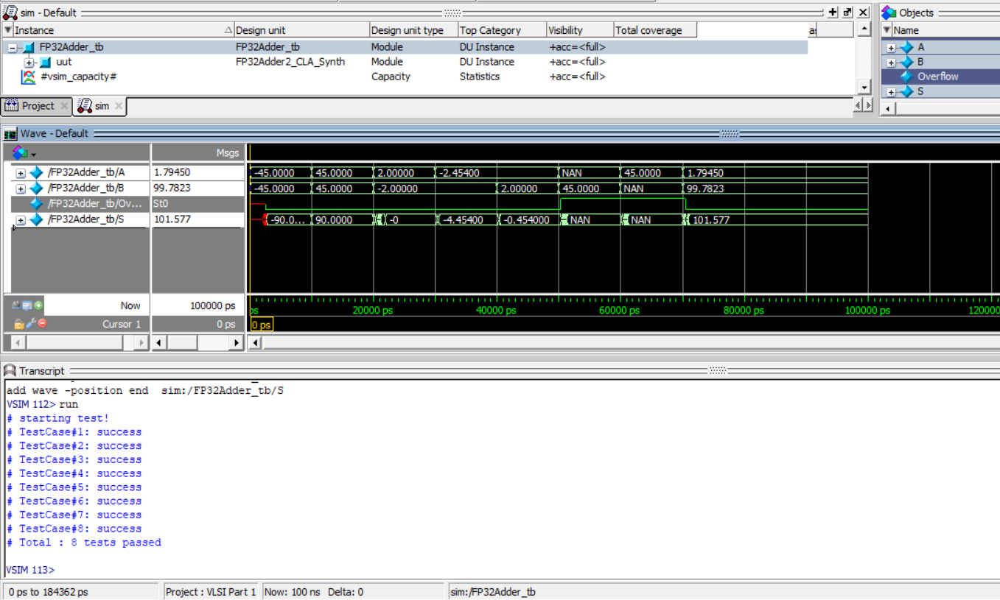 sim - Default
Objects
Instance Design unit Design unit type Top Category Visibility Total coverage as
Name
FP32Adder_tb FP32Adder_tb Module DU Instance +acc=<full>
A
uut FP32Adder2_CLA_Synth Module DU Instance +acc=<full>
B
#vsim_capacity# Capacity Statistics +acc=<full>
Overflow
S
Project sim
Wave - Default
Msgs
/FP32Adder_tb/A 1.79450 -45.0000 45.0000 2.00000 -2.45400 NAN 45.0000 1.79450
/FP32Adder_tb/B 99.7823 -45.0000 45.0000 -2.00000 2.00000 45.0000 NAN 99.7823
/FP32Adder_tb/Ov... St0
/FP32Adder_tb/S 101.577 -90.0... 90.0000 -0 -4.45400 -0.454000 NAN NAN 101.577
Now 100000 ps ps 20000 ps 40000 ps 60000 ps 80000 ps 100000 ps 120000
Cursor 1 0 ps 0 ps
Transcript
add wave -position end sim:/FP32Adder_tb/S
VSIM 112> run
# starting test!
# TestCase#1: success
# TestCase#2: success
# TestCase#3: success
# TestCase#4: success
# TestCase#5: success
# TestCase#6: success
# TestCase#7: success
# TestCase#8: success
# Total : 8 tests passed
VSIM 113>
0 ps to 184362 ps Project : VLSI Part 1 Now: 100 ns Delta: 0 sim:/FP32Adder_tb